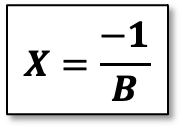 X = -1/B